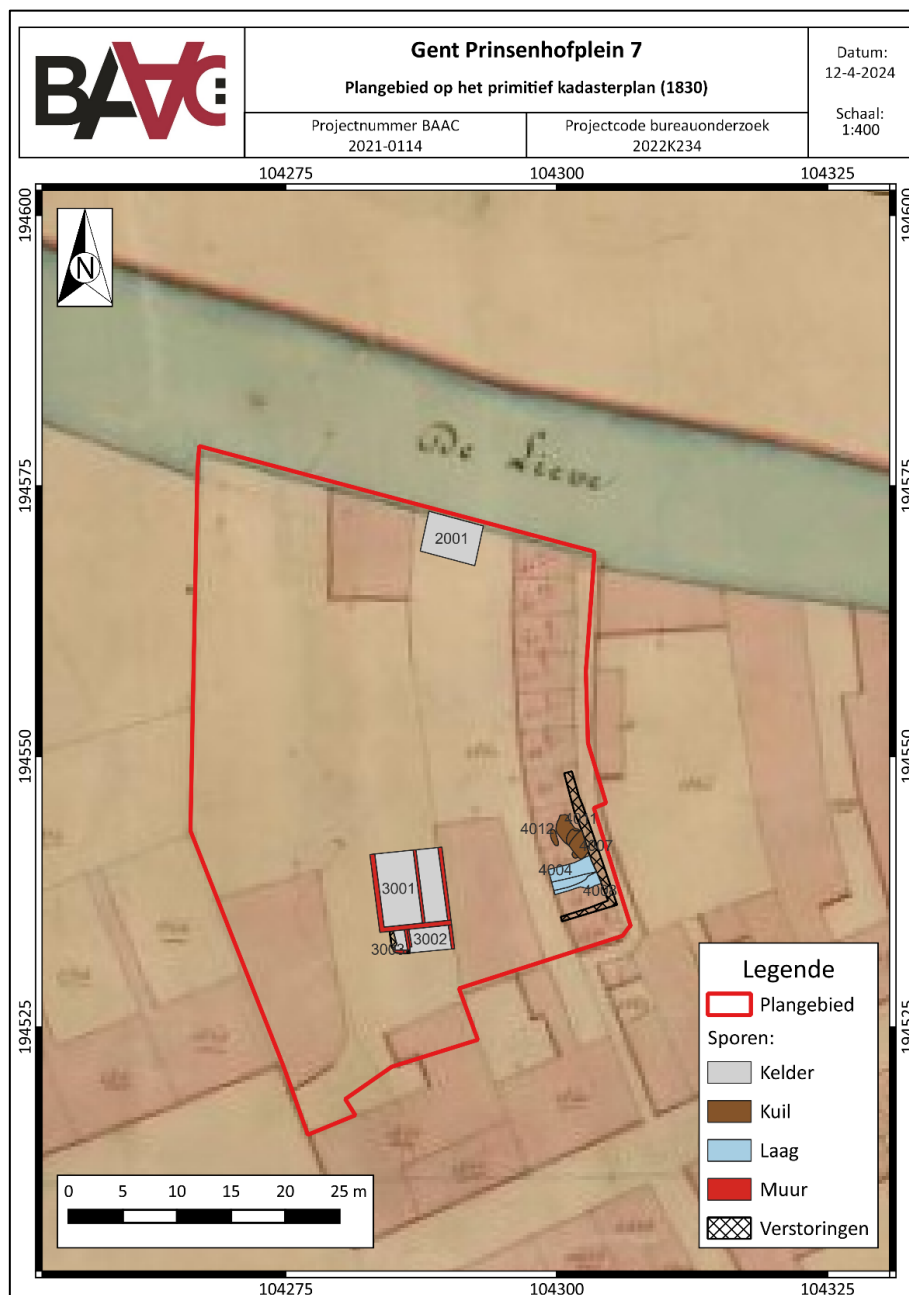 BAAC
Gent Prinsenhofplein 7
Plangebied op het primitief kadasterplan (1830)
Projectnummer BAAC
2021-0114
Projectcode bureauonderzoek
2022K234
Datum:
12-4-2024
Schaal:
1:400
104275 104300 104325
194600 194600
N
De Lieve
194575 194575
2001
194550 194550
4012
4007
4004
3001
3002
194525 194525
Legende
Plangebied
Sporen:
Kelder
Kuil
Laag
Muur
Verstoringen
0 5 10 15 20 25 m
104275 104300 104325